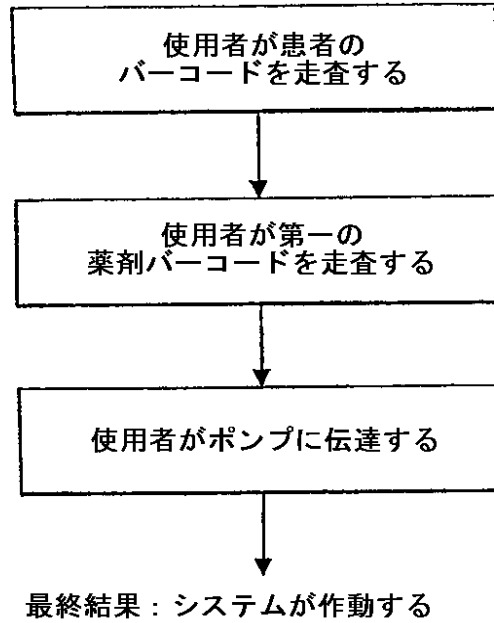 使用者が患者の
バーコードを走査する
使用者が第一の
薬剤バーコードを走査する
使用者がポンプに伝達する
最終結果：システムが作動する